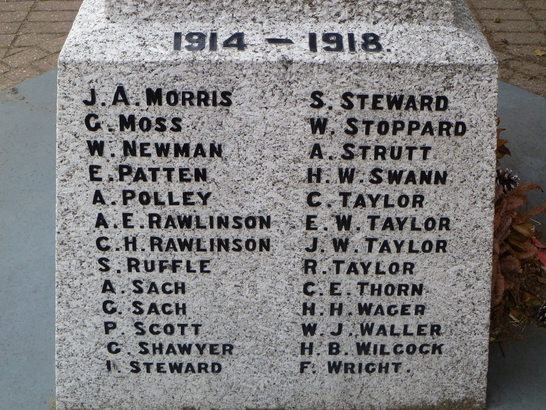 1914 – 1918
J. A. MORRIS
G. MOSS
W. NEWMAN
E. PATTEN
A. POLLEY
A. E. RAWLINSON
C. H. RAWLINSON
S. RUFFLE
A. SACH
G. SACH
P. SCOTT
G. SHAWYER
I. STEWARD
S. STEWARD
W. STOPPARD
A. STRUTT
H. W. SWANN
C. TAYLOR
E. W. TAYLOR
J. W. TAYLOR
R. TAYLOR
C. E. THORN
H. H. WAGER
W. J. WALLER
H. B. WILCOCK
F. WRIGHT.